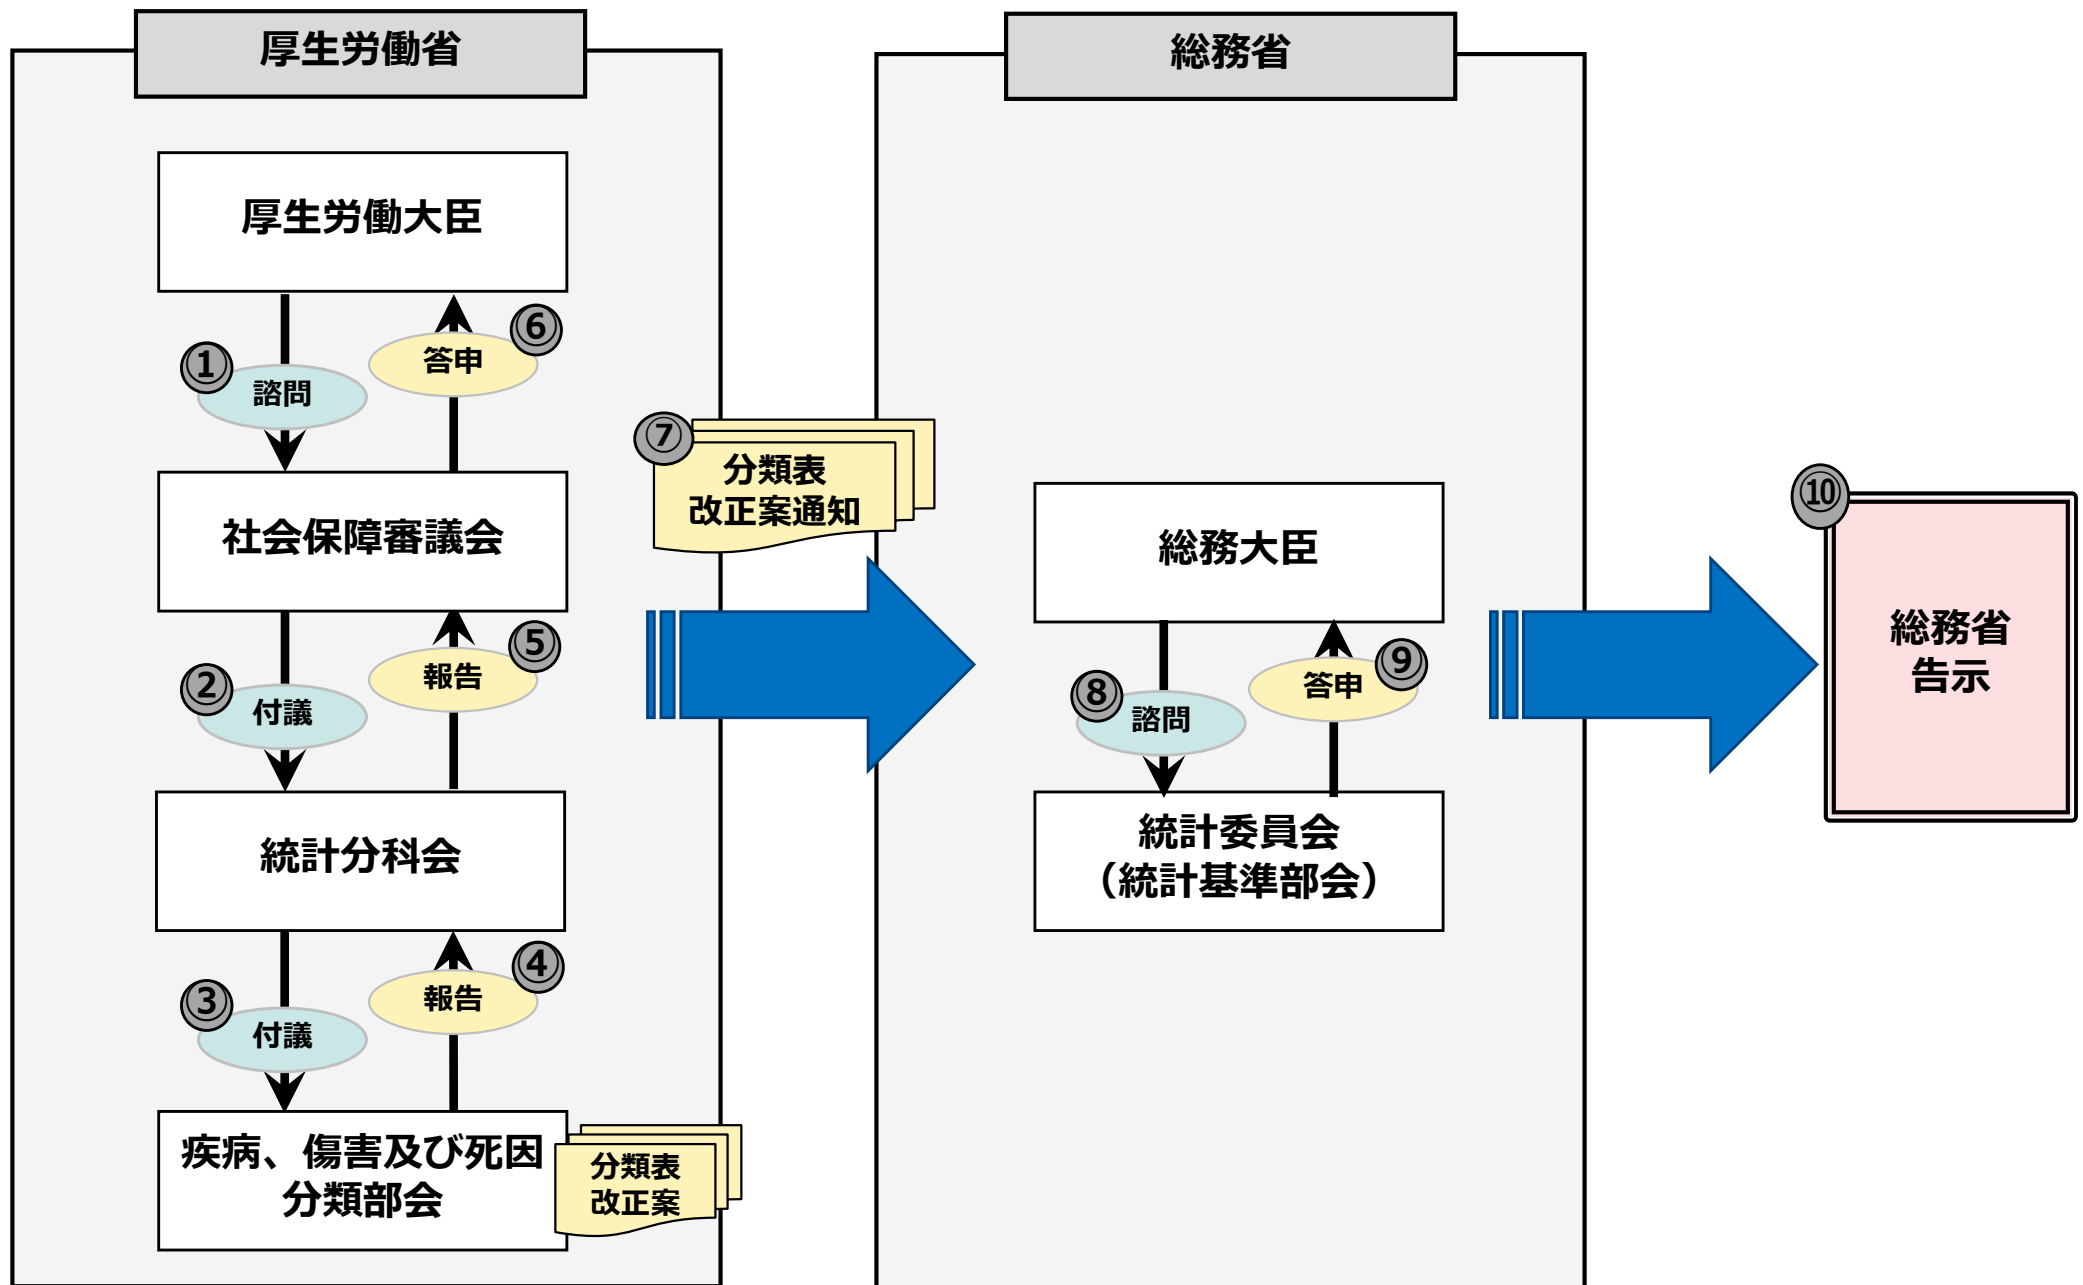 厚生労働省
厚生労働大臣
①
諮問
⑥
答申
社会保障審議会
②
付議
⑤
報告
統計分科会
③
付議
④
報告
疾病、傷害及び死因
分類部会
分類表
改正案
⑦
分類表
改正案通知
総務省
総務大臣
⑧
諮問
⑨
答申
統計委員会
（統計基準部会）
⑩
総務省
告示